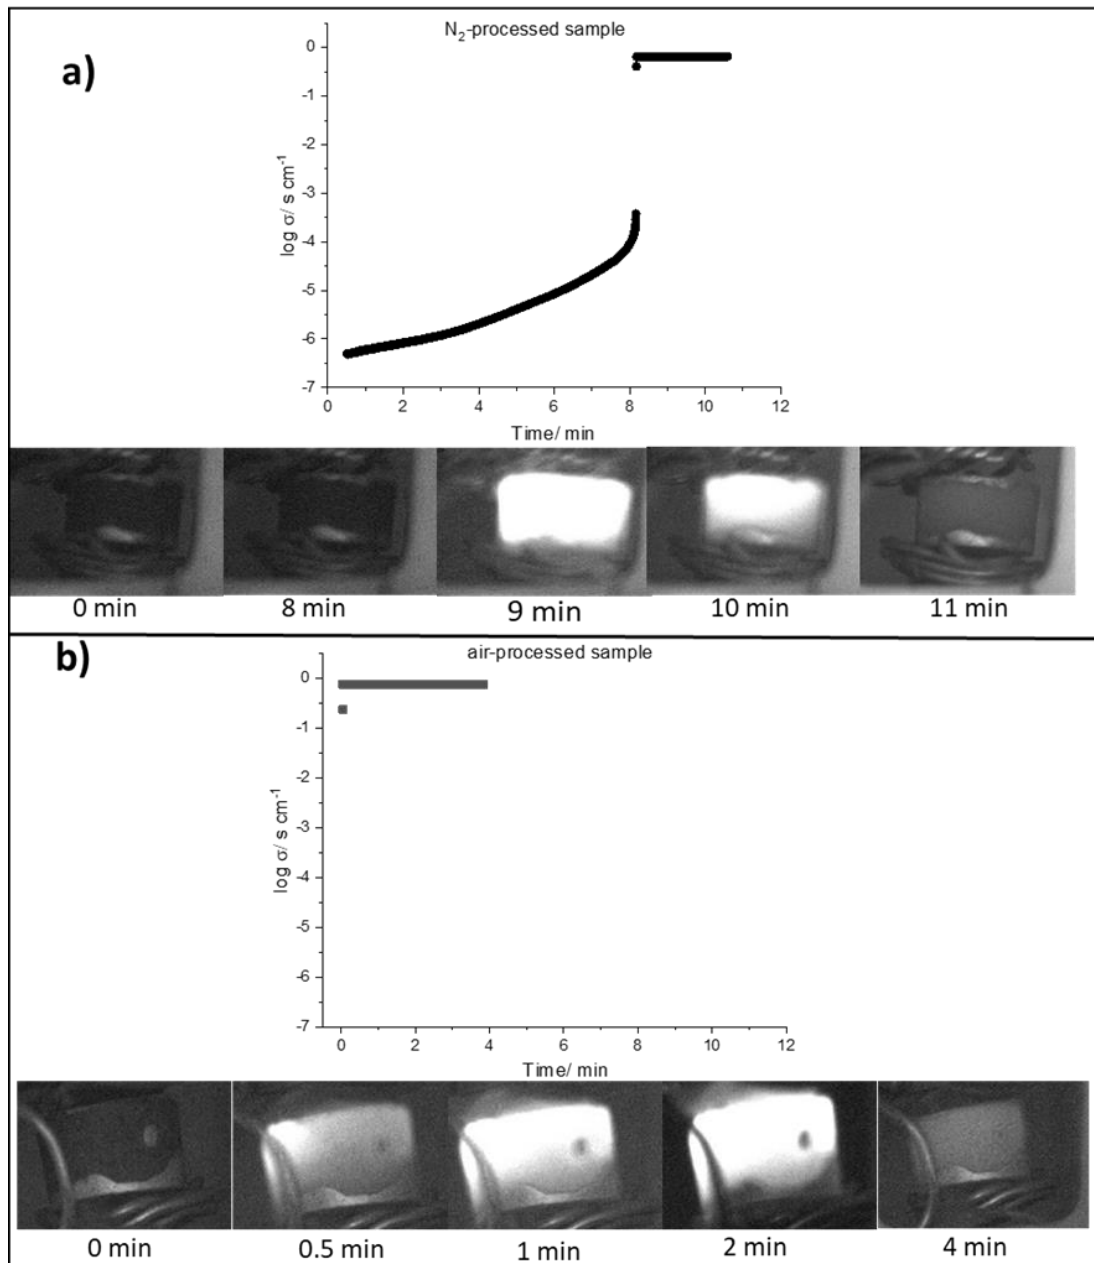 a)
N₂-processed sample
0
-1
-2
-3
-4
-5
-6
-7
log σ/ s cm⁻¹
0 2 4 6 8 10 12
Time/ min
0 min 8 min 9 min 10 min 11 min
b)
air-processed sample
0
-1
-2
-3
-4
-5
-6
-7
log σ/ s cm⁻¹
0 2 4 6 8 10 12
Time/ min
0 min 0.5 min 1 min 2 min 4 min